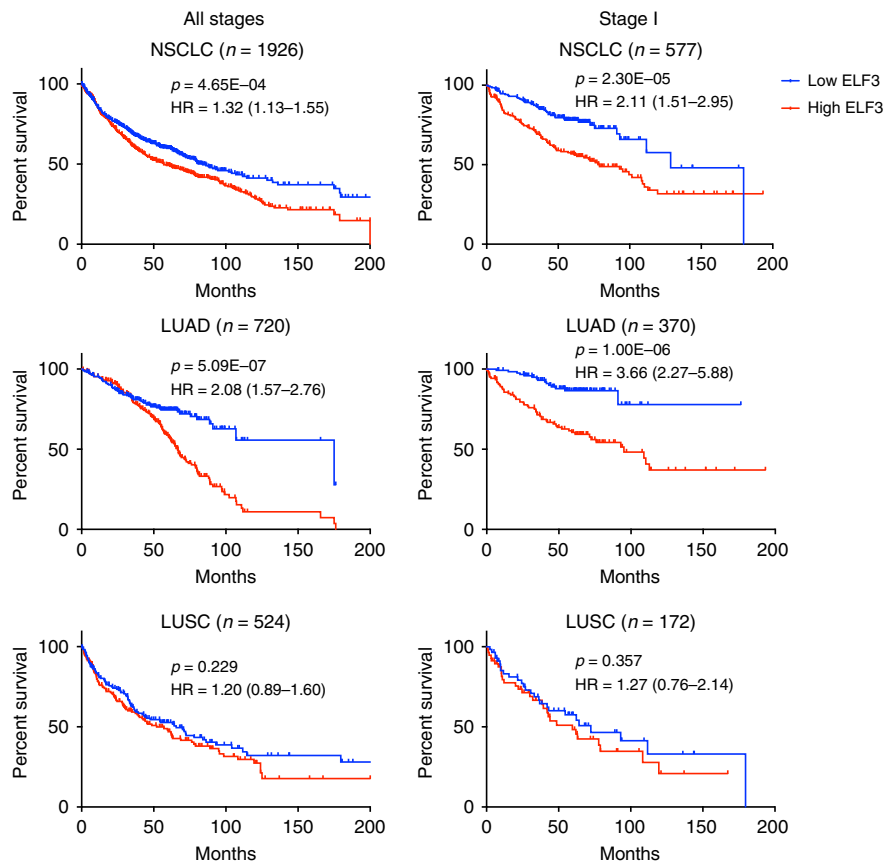 All stages
Stage I
NSCLC (n = 1926)
p = 4.65E–04
HR = 1.32 (1.13–1.55)
Percent survival
100
50
0
0 50 100 150 200
Months
NSCLC (n = 577)
p = 2.30E–05
HR = 2.11 (1.51–2.95)
Percent survival
100
50
0
0 50 100 150 200
Months
Low ELF3
High ELF3
LUAD (n = 720)
p = 5.09E–07
HR = 2.08 (1.57–2.76)
Percent survival
100
50
0
0 50 100 150 200
Months
LUAD (n = 370)
p = 1.00E–06
HR = 3.66 (2.27–5.88)
Percent survival
100
50
0
0 50 100 150 200
Months
LUSC (n = 524)
p = 0.229
HR = 1.20 (0.89–1.60)
Percent survival
100
50
0
0 50 100 150 200
Months
LUSC (n = 172)
p = 0.357
HR = 1.27 (0.76–2.14)
Percent survival
100
50
0
0 50 100 150 200
Months